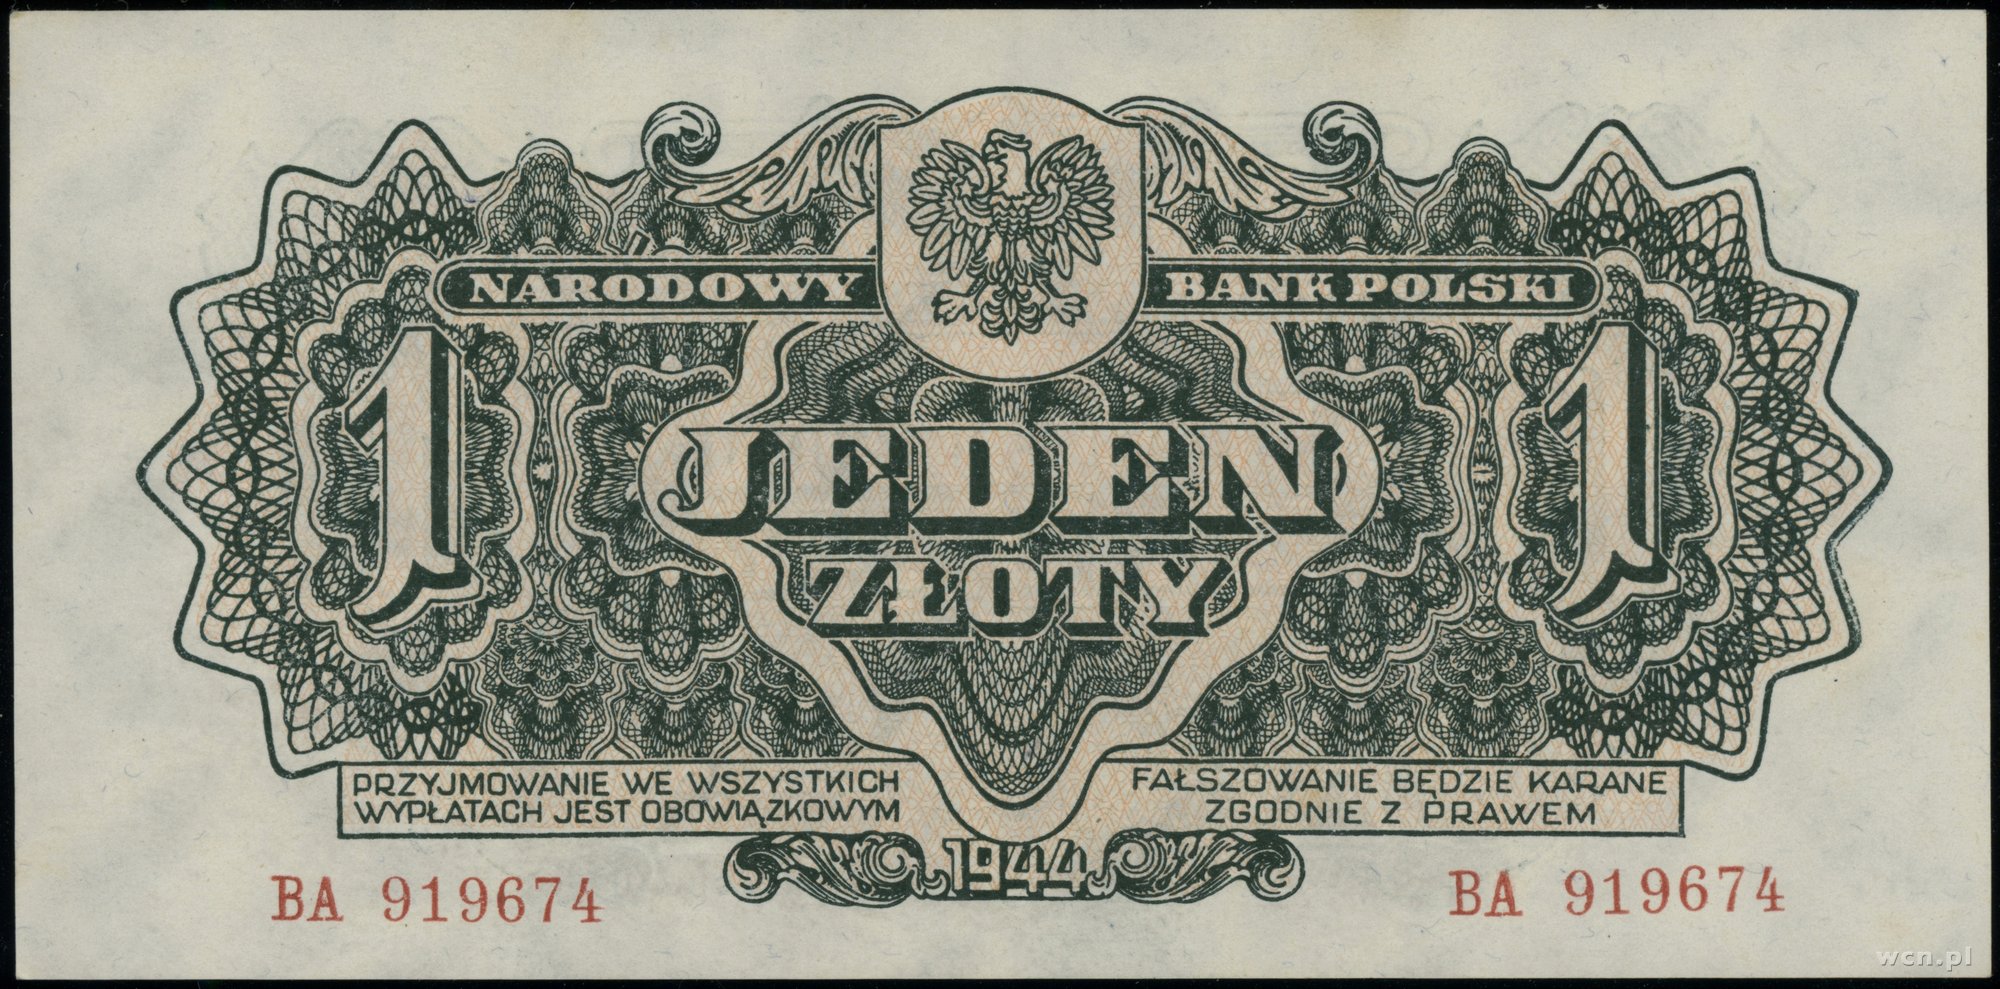 NARODOWY BANK POLSKI
1 1
JEDEN
ZŁOTY
PRZYJMOWANIE WE WSZYSTKICH
WYPŁATACH JEST OBOWIĄZKOWYM
FAŁSZOWANIE BĘDZIE KARANE
ZGODNIE Z PRAWEM
1944
BA 919674 BA 919674
wcn.pl